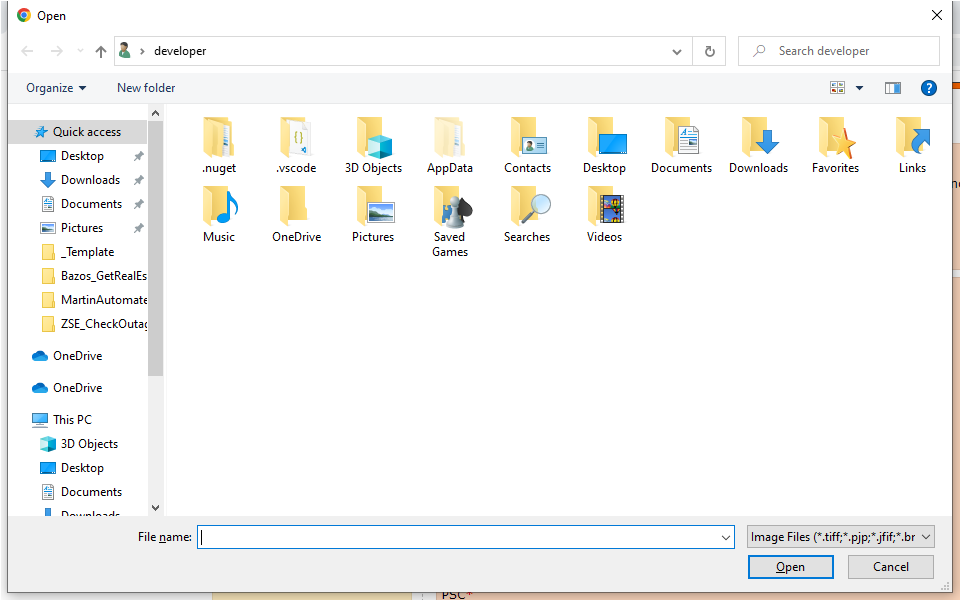 Open
developer
Search developer
Organize
New folder
Quick access
Desktop
Downloads
Documents
Pictures
_Template
Bazos_GetRealEs
MartinAutomate
ZSE_CheckOutag
OneDrive
OneDrive
This PC
3D Objects
Desktop
Documents
Downloads
.nuget
.vscode
3D Objects
AppData
Contacts
Desktop
Documents
Downloads
Favorites
Links
Music
OneDrive
Pictures
Saved
Games
Searches
Videos
File name:
Image Files (*.tiff;*.pjp;*.jfif;*.br
Open
Cancel
PSC*